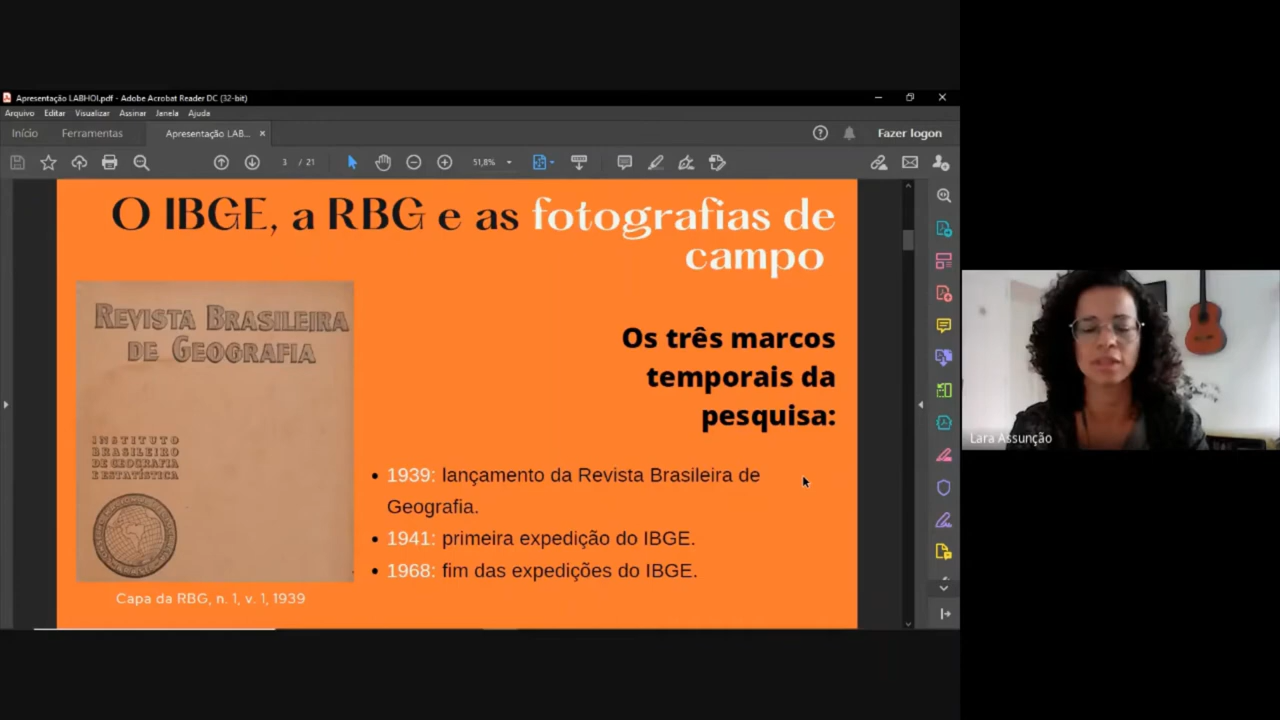 Apresentação LABHOI.pdf - Adobe Acrobat Reader DC (32-bit)
Arquivo Editar Visualizar Assinar Janela Ajuda
Início Ferramentas Apresentação LAB... Fazer logon
3 / 21 51,8%
O IBGE, a RBG e as fotografias de
campo
REVISTA BRASILEIRA
DE GEOGRAFIA
INSTITUTO
BRASILEIRO
DE GEOGRAFIA
E ESTATÍSTICA
Capa da RBG, n. 1, v. 1, 1939
Os três marcos
temporais da
pesquisa:
• 1939: lançamento da Revista Brasileira de
Geografia.
• 1941: primeira expedição do IBGE.
• 1968: fim das expedições do IBGE.
Lara Assunção